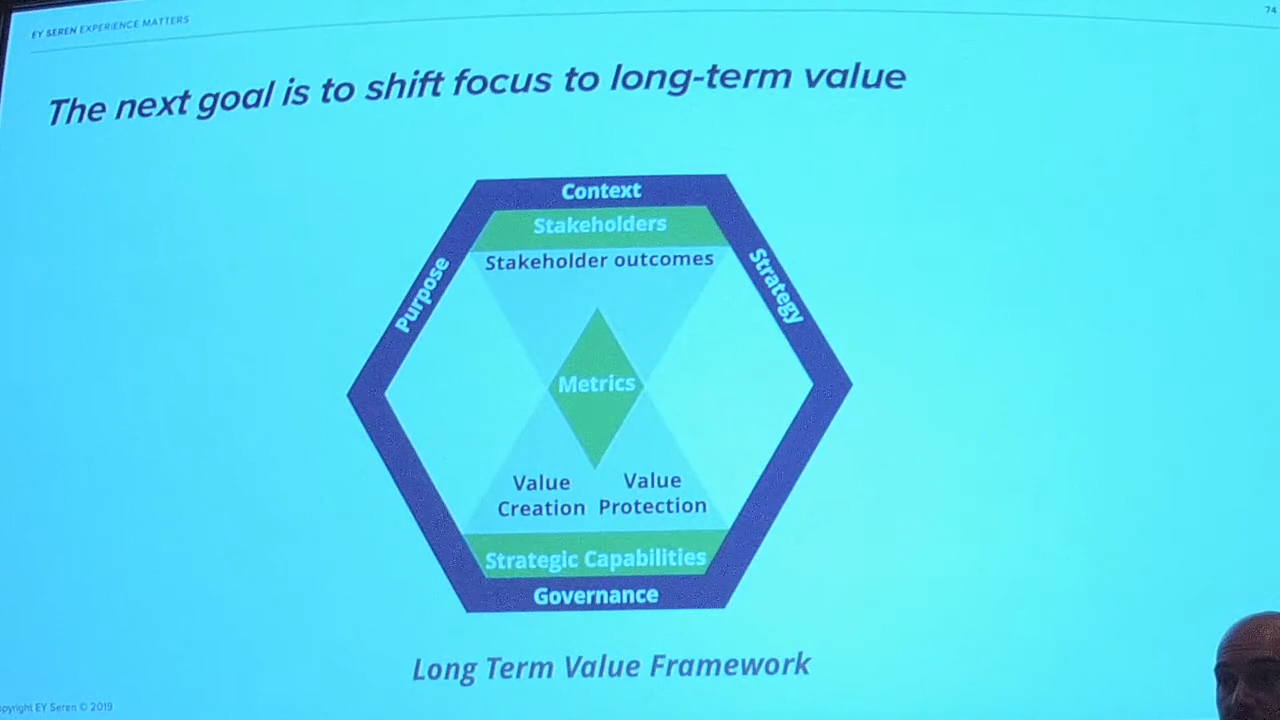 EY SEREN EXPERIENCE MATTERS
74
The next goal is to shift focus to long-term value
Context
Stakeholders
Stakeholder outcomes
Purpose
Strategy
Metrics
Value Creation
Value Protection
Strategic Capabilities
Governance
Long Term Value Framework
opyright EY Seren © 2019